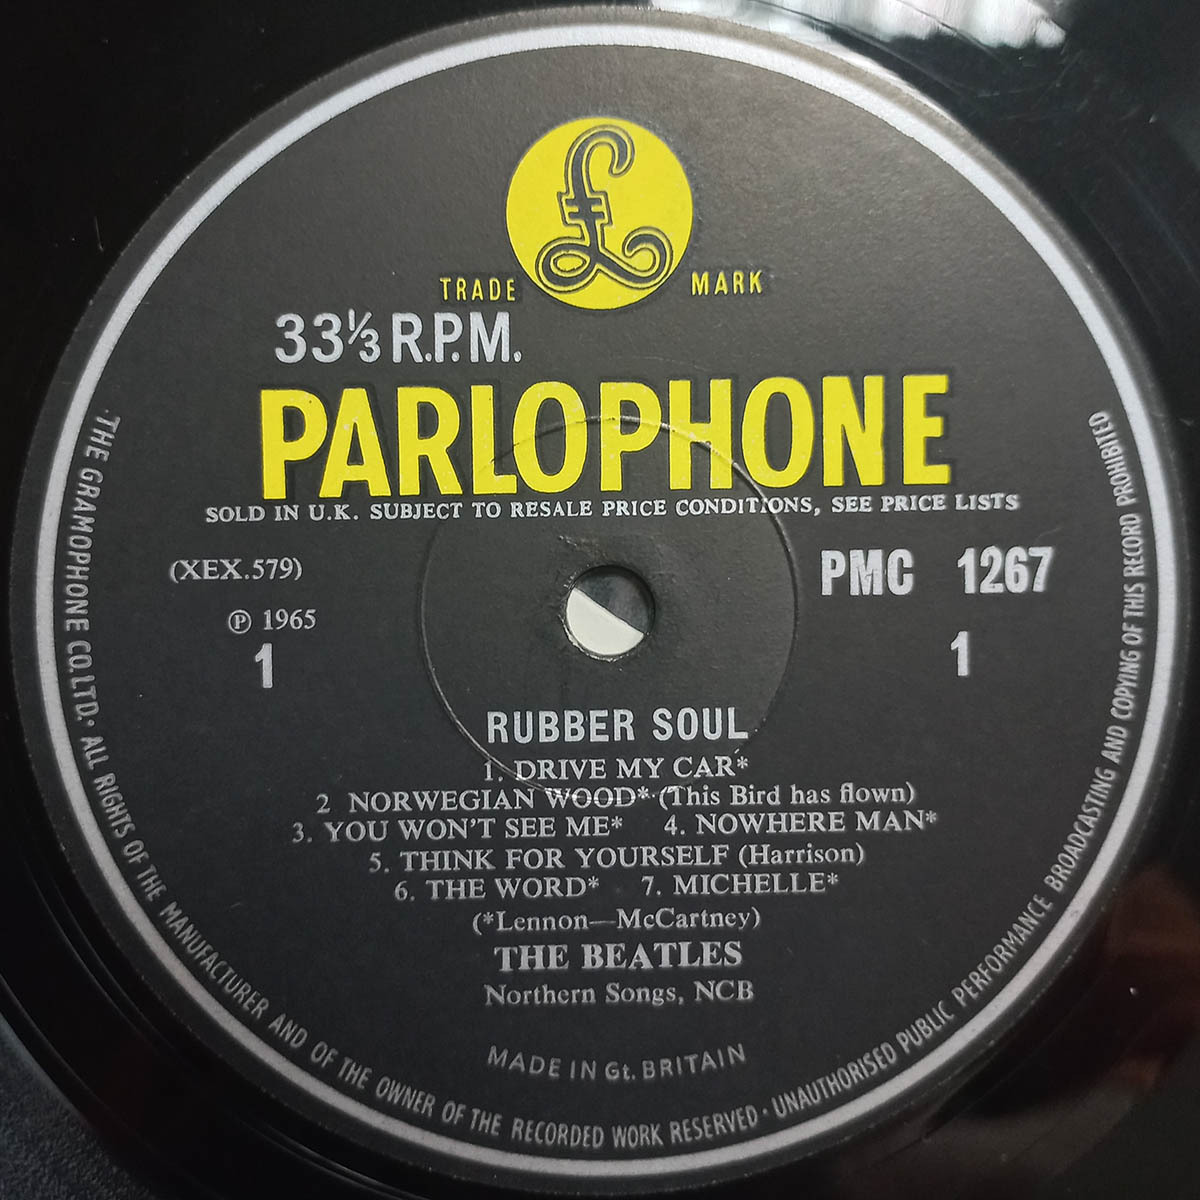 £
TRADE MARK
33⅓ R.P.M.
PARLOPHONE
SOLD IN U.K. SUBJECT TO RESALE PRICE CONDITIONS, SEE PRICE LISTS
(XEX.579) PMC 1267
℗ 1965
1 1
RUBBER SOUL
1. DRIVE MY CAR*
2 NORWEGIAN WOOD* (This Bird has flown)
3. YOU WON'T SEE ME* 4. NOWHERE MAN*
5. THINK FOR YOURSELF (Harrison)
6. THE WORD* 7. MICHELLE*
(*Lennon—McCartney)
THE BEATLES
Northern Songs, NCB
MADE IN Gt. BRITAIN
THE GRAMOPHONE CO. LTD. · ALL RIGHTS OF THE MANUFACTURER AND OF THE OWNER OF THE RECORDED WORK RESERVED · UNAUTHORISED PUBLIC PERFORMANCE BROADCASTING AND COPYING OF THIS RECORD PROHIBITED